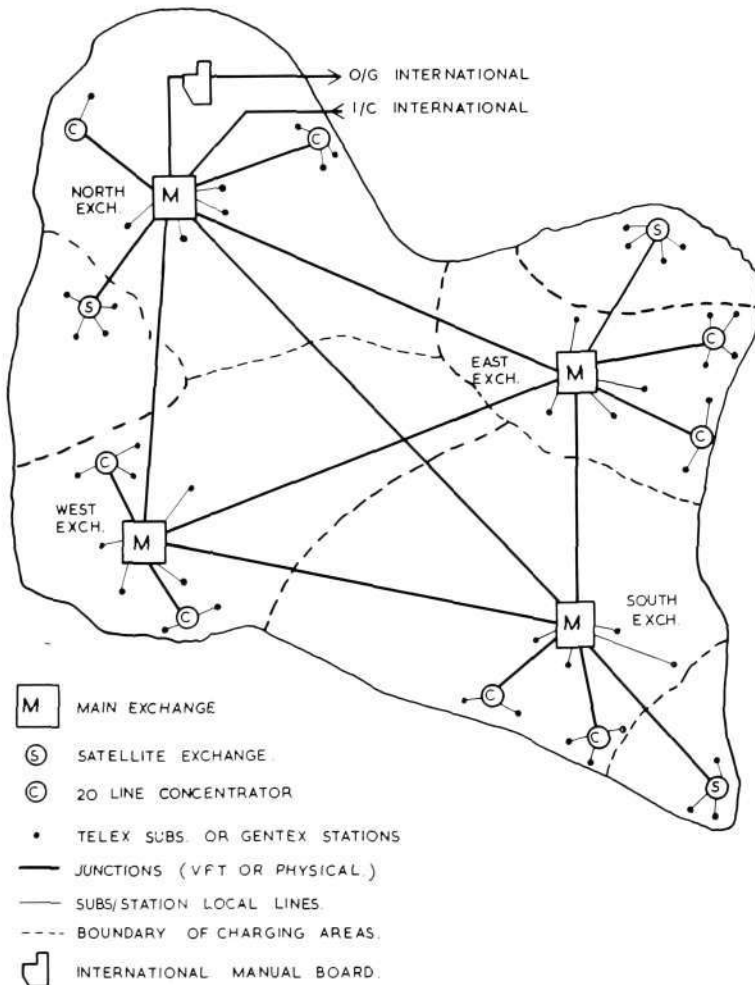 O/G INTERNATIONAL
I/C INTERNATIONAL
C
C
NORTH
EXCH.
M
S
S
C
EAST
EXCH.
M
C
C
WEST
EXCH.
M
C
SOUTH
EXCH.
M
C
C
S
M MAIN EXCHANGE
S SATELLITE EXCHANGE.
C 20 LINE CONCENTRATOR
TELEX SUBS. OR GENTEX STATIONS
JUNCTIONS (VFT OR PHYSICAL.)
SUBS/STATION LOCAL LINES.
BOUNDARY OF CHARGING AREAS.
INTERNATIONAL MANUAL BOARD.